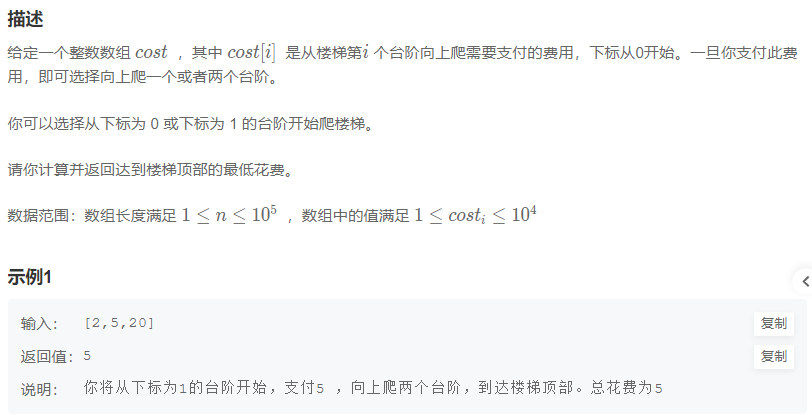 描述
给定一个整数数组 cost ，其中 cost[i] 是从楼梯第i 个台阶向上爬需要支付的费用，下标从0开始。一旦你支付此费
用，即可选择向上爬一个或者两个台阶。
你可以选择从下标为 0 或下标为 1 的台阶开始爬楼梯。
请你计算并返回达到楼梯顶部的最低花费。
数据范围：数组长度满足 1 ≤ n ≤ 10⁵ ，数组中的值满足 1 ≤ costᵢ ≤ 10⁴
示例1
输入： [2,5,20] 复制
返回值：5 复制
说明： 你将从下标为1的台阶开始，支付5 ，向上爬两个台阶，到达楼梯顶部。总花费为5